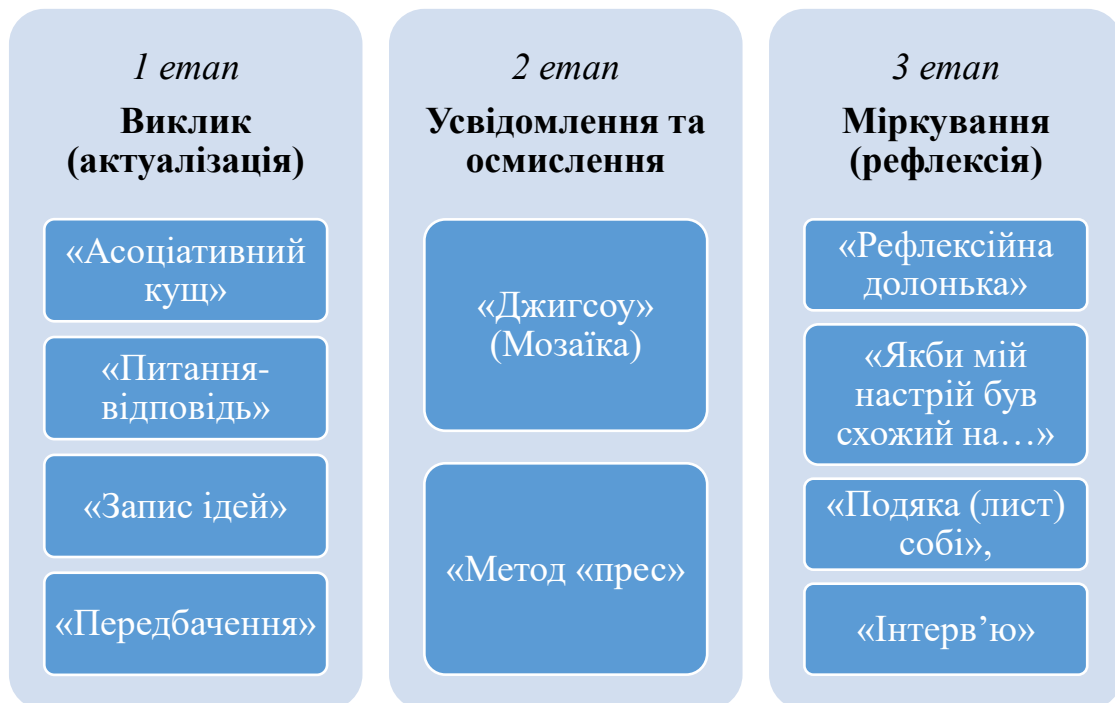 1 етап
Виклик
(актуалізація)
«Асоціативний
кущ»
«Питання-
відповідь»
«Запис ідей»
«Передбачення»
2 етап
Усвідомлення та
осмислення
«Джигсоу»
(Мозаїка)
«Метод «прес»
3 етап
Міркування
(рефлексія)
«Рефлексійна
долонька»
«Якби мій
настрій був
схожий на…»
«Подяка (лист)
собі»,
«Інтерв’ю»